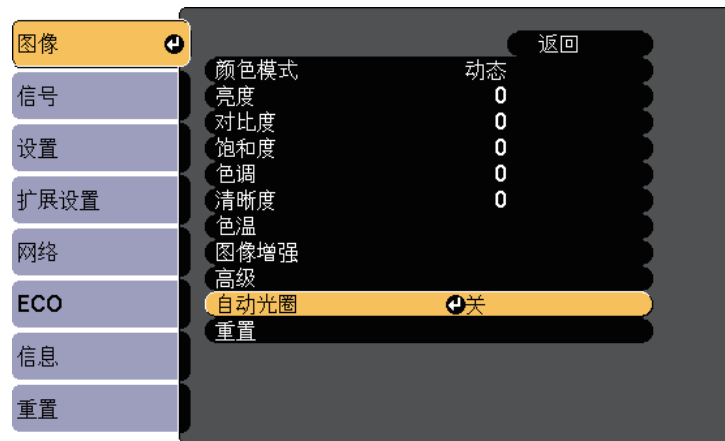 图像
信号
设置
扩展设置
网络
ECO
信息
重置
返回
颜色模式 动态
亮度 0
对比度 0
饱和度 0
色调 0
清晰度 0
色温
图像增强
高级
自动光圈 关
重置